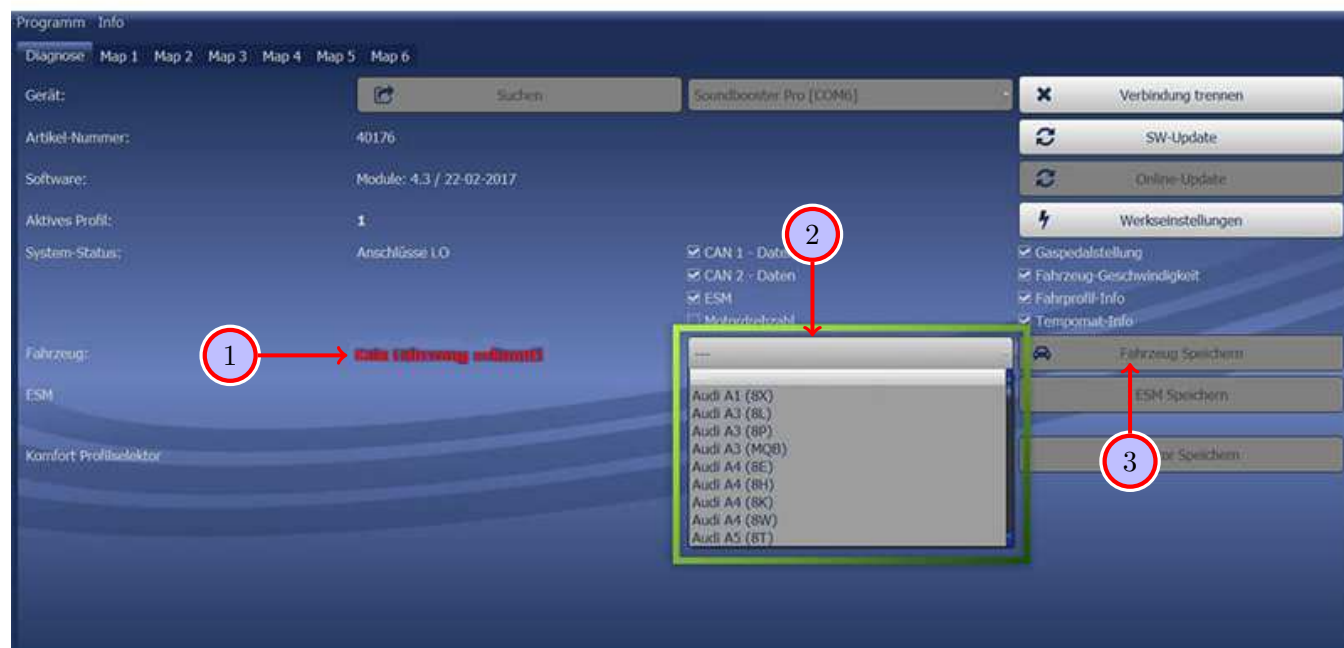 Programm Info
Diagnose Map 1 Map 2 Map 3 Map 4 Map 5 Map 6
Gerät: Suchen Soundbooster Pro [COM6] Verbindung trennen
Artikel-Nummer: 40176 SW-Update
Software: Module: 4.3 / 22-02-2017 Online-Update
Aktives Profil: 1 Werkseinstellungen
2
System-Status: Anschlüsse I.O CAN 1 - Daten Gaspedalstellung
CAN 2 - Daten Fahrzeug-Geschwindigkeit
ESM Fahrprofil-Info
Motordrehzahl Tempomat-Info
Fahrzeug: 1 Kein Fahrzeug erkannt! --- Fahrzeug Speichern
ESM ESM Speichern
Audi A1 (8X)
Audi A3 (8L)
Audi A3 (8P)
Audi A3 (MQB)
Audi A4 (8E)
Audi A4 (8H)
Audi A4 (8K)
Audi A4 (8W)
Audi A5 (8T)
Komfort Profilselektor 3 Speichern